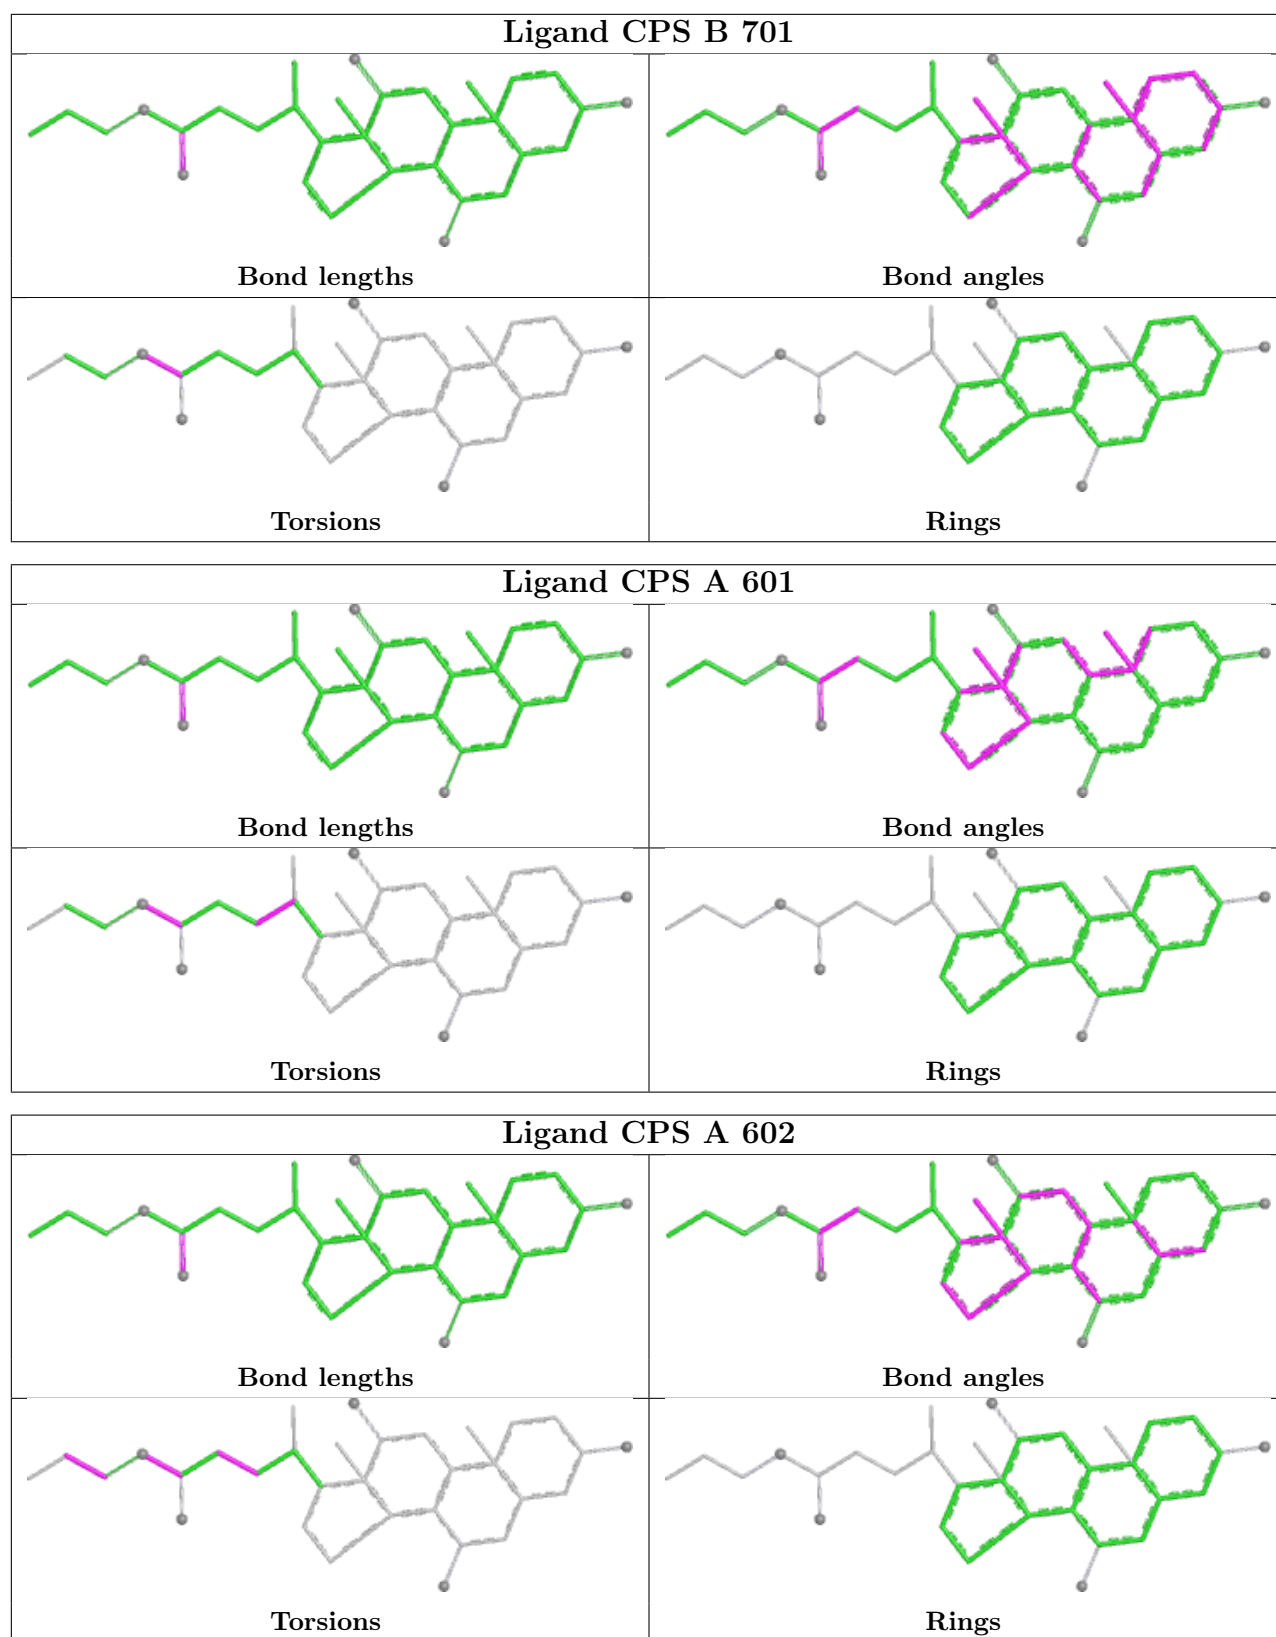 Ligand CPS B 701
Bond lengths
Bond angles
Torsions
Rings
Ligand CPS A 601
Bond lengths
Bond angles
Torsions
Rings
Ligand CPS A 602
Bond lengths
Bond angles
Torsions
Rings